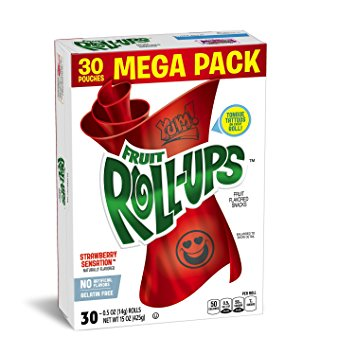 30
POUCHES
MEGA PACK
Yum!
TONGUE
TATTOOS
ON EVERY
ROLL!
FRUIT
ROLL-UPS™
FRUIT
FLAVORED
SNACKS
STRAWBERRY
SENSATION™
NATURALLY FLAVORED
NO ARTIFICIAL
FLAVORS
GELATIN FREE
PER ROLL
50
30 - 0.5 OZ (14g) ROLLS
NET WT 15 OZ (425g)